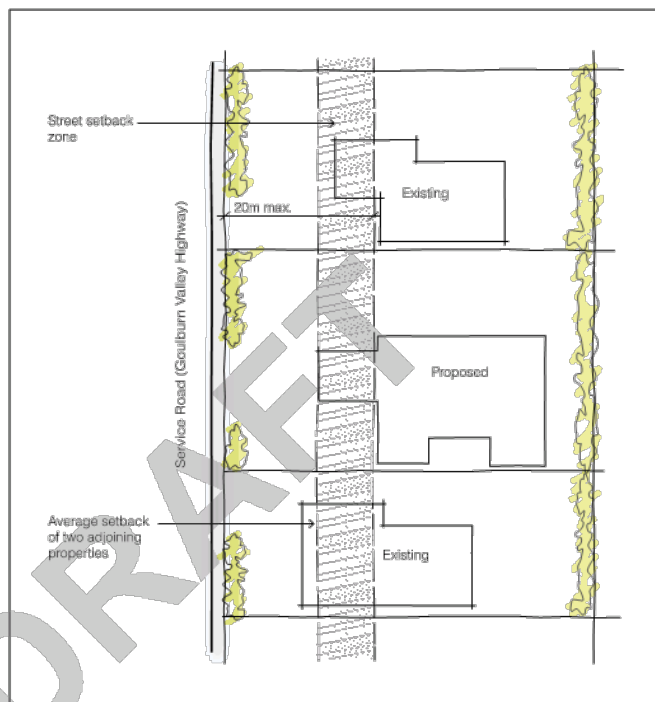 Street setback
zone
Existing
20m max.
Service Road (Goulburn Valley Highway)
Proposed
Average setback
of two adjoining
properties
Existing
DRAFT